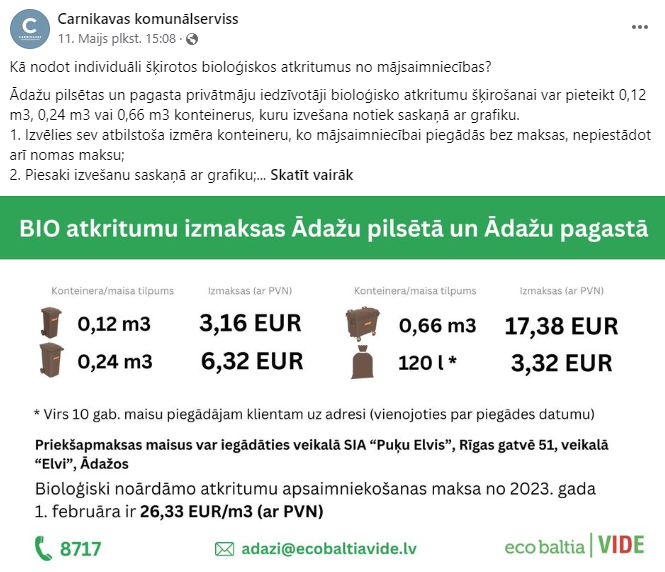 Carnikavas komunālserviss
11. Maijs plkst. 15:08 ·
Kā nodot individuāli šķirotos bioloģiskos atkritumus no mājsaimniecības?
Ādažu pilsētas un pagasta privātmāju iedzīvotāji bioloģisko atkritumu šķirošanai var pieteikt 0,12
m3, 0,24 m3 vai 0,66 m3 konteinerus, kuru izvešana notiek saskaņā ar grafiku.
1. Izvēlies sev atbilstoša izmēra konteineru, ko mājsaimniecībai piegādās bez maksas, nepiestādot
arī nomas maksu;
2. Piesaki izvešanu saskaņā ar grafiku;... Skatīt vairāk
BIO atkritumu izmaksas Ādažu pilsētā un Ādažu pagastā
Konteinera/maisa tilpums Izmaksas (ar PVN) Konteinera/maisa tilpums Izmaksas (ar PVN)
0,12 m3 3,16 EUR 0,66 m3 17,38 EUR
0,24 m3 6,32 EUR 120 l * 3,32 EUR
* Virs 10 gab. maisu piegādājam klientam uz adresi (vienojoties par piegādes datumu)
Priekšapmaksas maisus var iegādāties veikalā SIA “Puķu Elvis”, Rīgas gatvē 51, veikalā
“Elvi”, Ādažos
Bioloģiski noārdāmo atkritumu apsaimniekošanas maksa no 2023. gada
1. februāra ir 26,33 EUR/m3 (ar PVN)
8717 adazi@ecobaltiavide.lv eco baltia | VIDE